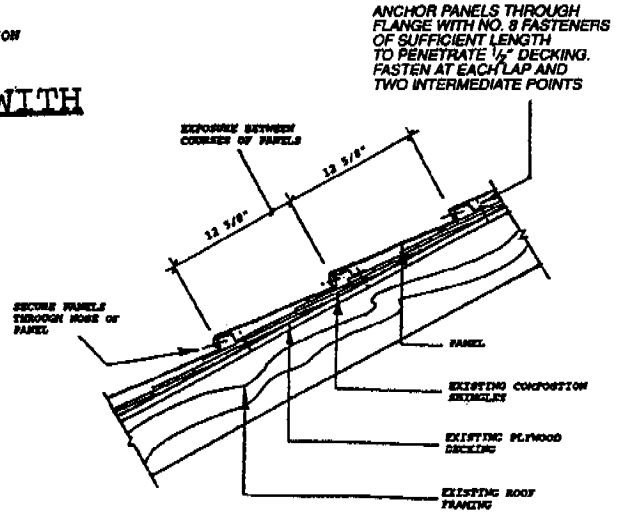 ON
WITH
ANCHOR PANELS THROUGH
FLANGE WITH NO. 8 FASTENERS
OF SUFFICIENT LENGTH
TO PENETRATE 1/2" DECKING.
FASTEN AT EACH LAP AND
TWO INTERMEDIATE POINTS
EXPOSURE BETWEEN
COURSES OF PANELS
12 5/8"
12 5/8"
SECURE PANELS
THROUGH NOSE OF
PANEL
PANEL
EXISTING COMPOSTION
SHINGLES
EXISTING PLYWOOD
DECKING
EXISTING ROOF
FRAMING